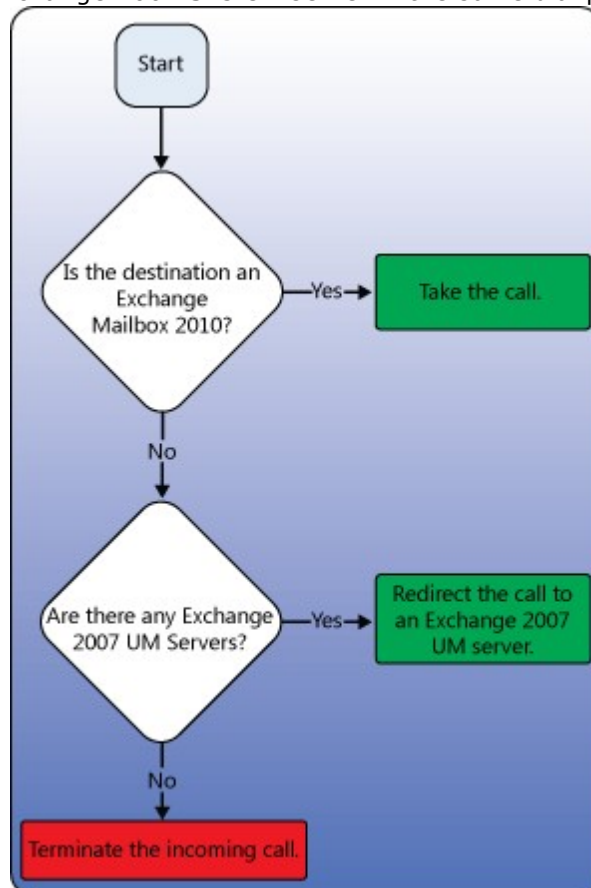 Start
Is the destination an
Exchange
Mailbox 2010?
Yes
Take the call.
No
Are there any Exchange
2007 UM Servers?
Yes
Redirect the call to
an Exchange 2007
UM server.
No
Terminate the incoming call.